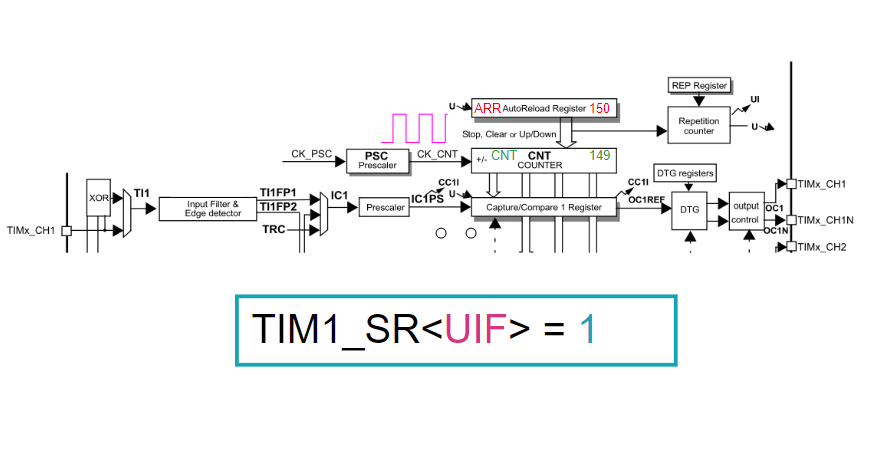 REP Register
UI
U
ARR AutoReload Register 150
Repetition
counter
U
Stop, Clear or Up/Down
CK_PSC
PSC
Prescaler
CK_CNT
+/-
CNT
CNT
COUNTER
149
DTG registers
XOR
TI1
Input Filter &
Edge detector
TI1FP1
TI1FP2
TRC
IC1
Prescaler
CC1I
IC1PS
U
Capture/Compare 1 Register
CC1I
OC1REF
DTG
output
control
OC1
OC1N
TIMx_CH1
TIMx_CH1
TIMx_CH1N
TIMx_CH2
TIM1_SR<UIF> = 1